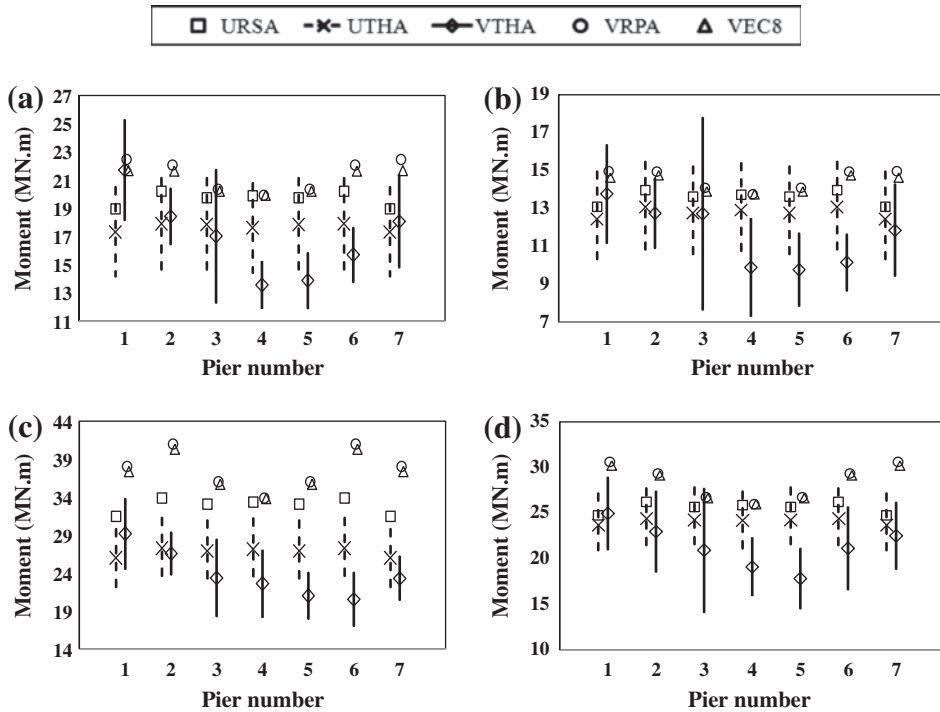 URSA UTHA VTHA VRPA VEC8
(a)
Moment (MN.m)
27
25
23
21
19
17
15
13
11
1 2 3 4 5 6 7
Pier number
(b)
Moment (MN.m)
19
17
15
13
11
9
7
1 2 3 4 5 6 7
Pier number
(c)
Moment (MN.m)
44
39
34
29
24
19
14
1 2 3 4 5 6 7
Pier number
(d)
Moment (MN.m)
35
30
25
20
15
10
1 2 3 4 5 6 7
Pier number